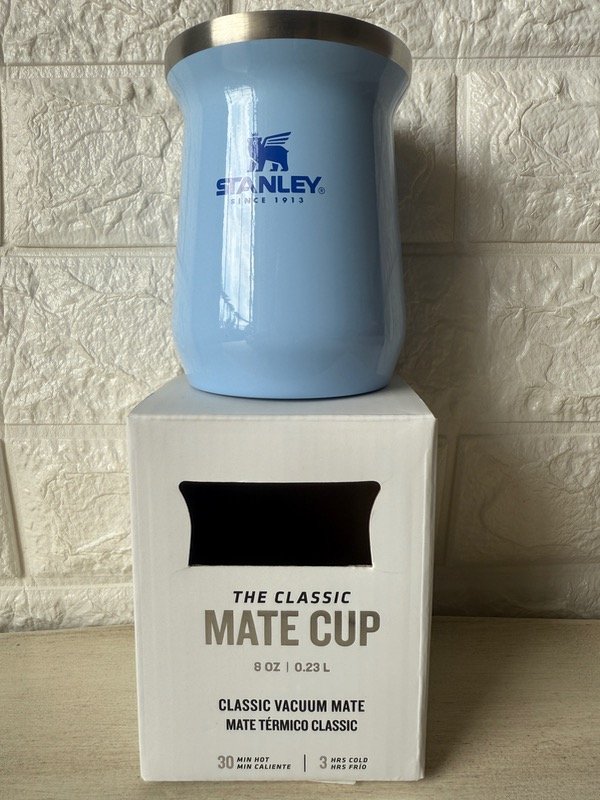 STANLEY®
SINCE 1913
THE CLASSIC
MATE CUP
8 OZ | 0.23 L
CLASSIC VACUUM MATE
MATE TÉRMICO CLASSIC
30 MIN HOT MIN CALIENTE | 3 HRS COLD HRS FRÍO